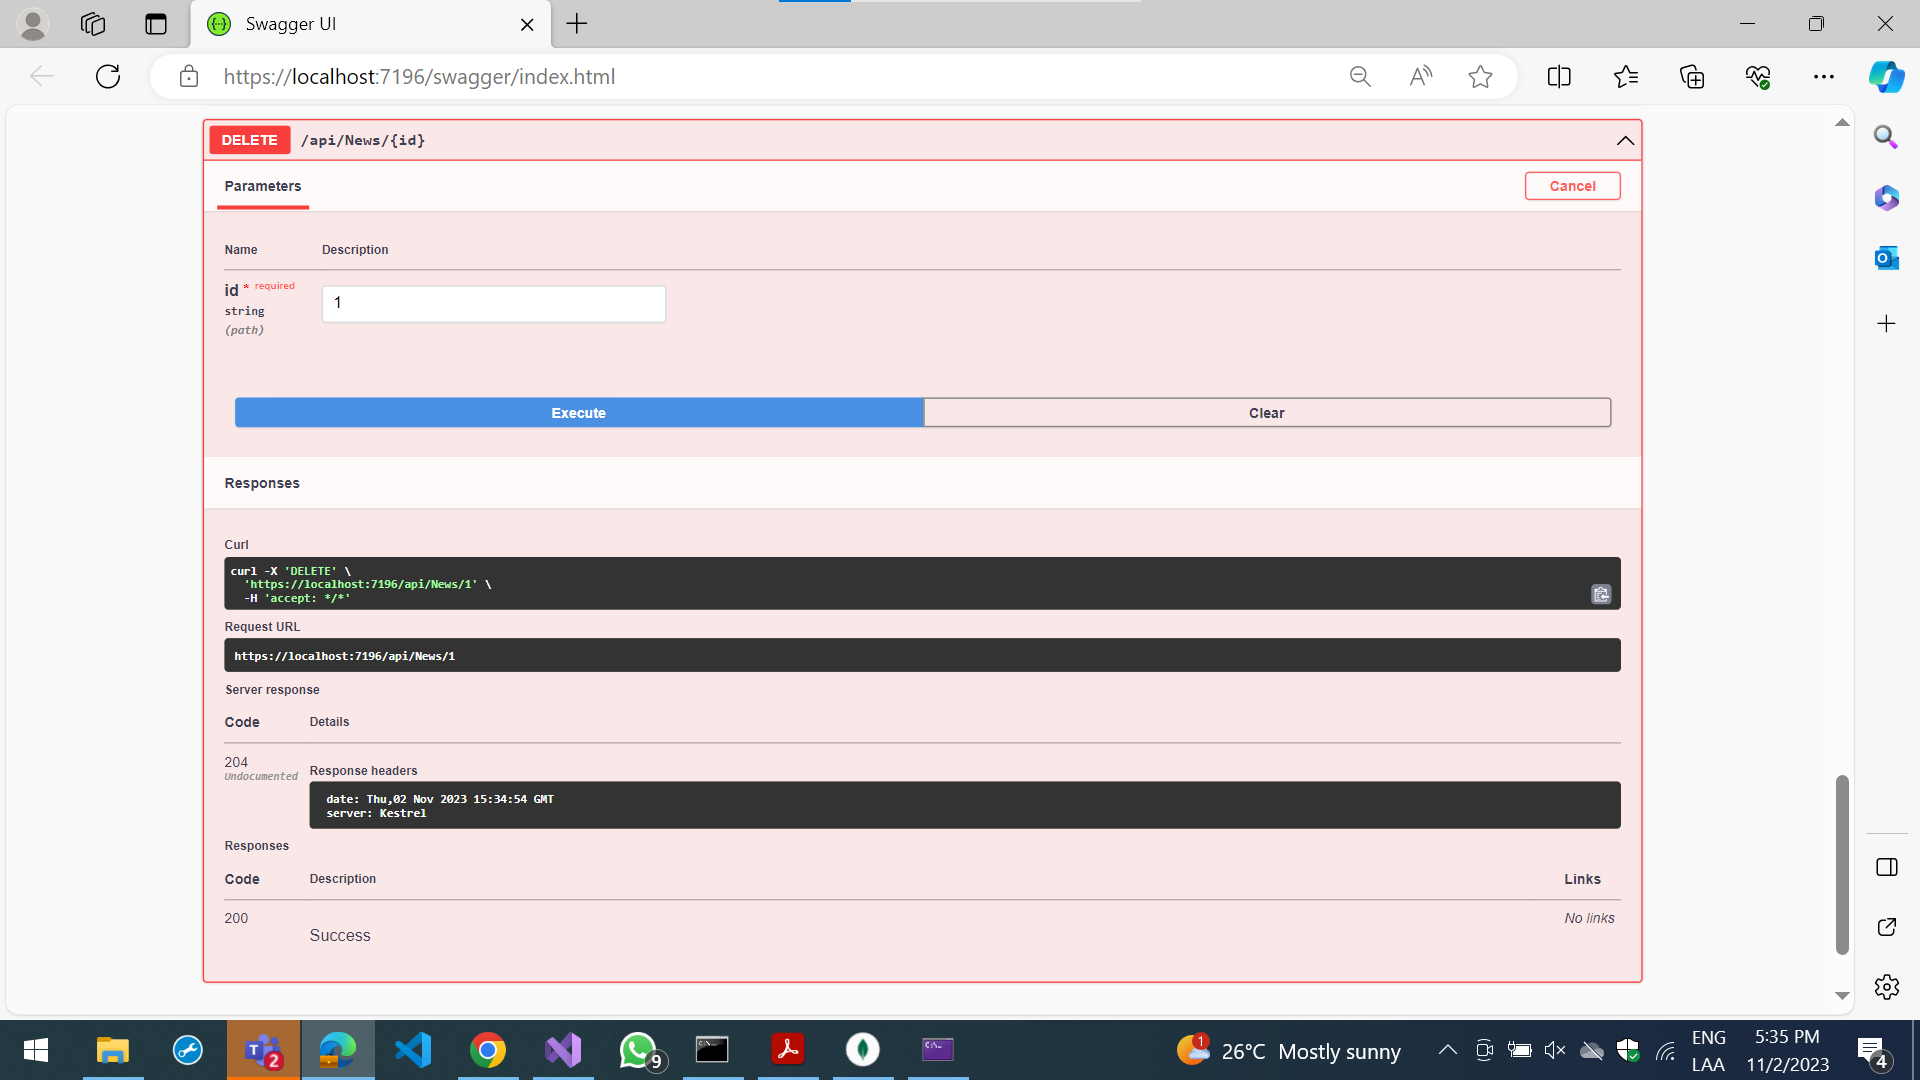 Swagger UI
https://localhost:7196/swagger/index.html
DELETE /api/News/{id}
Parameters
Cancel
Name Description
id * required
string
(path)
1
Execute Clear
Responses
Curl
curl -X 'DELETE' \
'https://localhost:7196/api/News/1' \
-H 'accept: */*'
Request URL
https://localhost:7196/api/News/1
Server response
Code Details
204
Undocumented
Response headers
date: Thu,02 Nov 2023 15:34:54 GMT
server: Kestrel
Responses
Code Description Links
200 No links
Success
2
9
1
26°C Mostly sunny
ENG
LAA
5:35 PM
11/2/2023
4